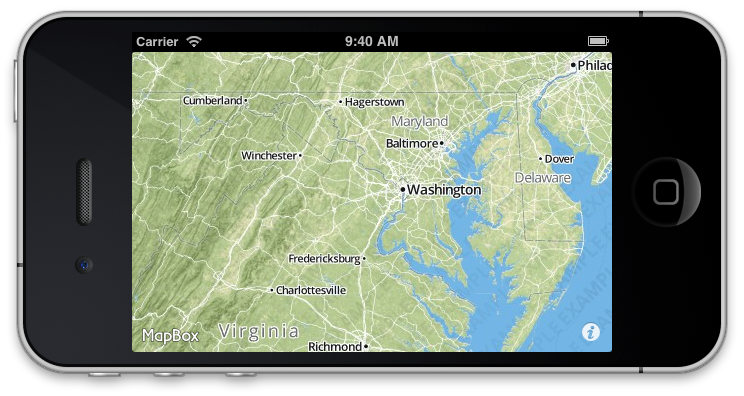 Carrier 9:40 AM
Philad
Cumberland
Hagerstown
Maryland
Baltimore
Winchester
Dover
Delaware
Washington
Fredericksburg
Charlottesville
MapBox
Virginia
Richmond
i